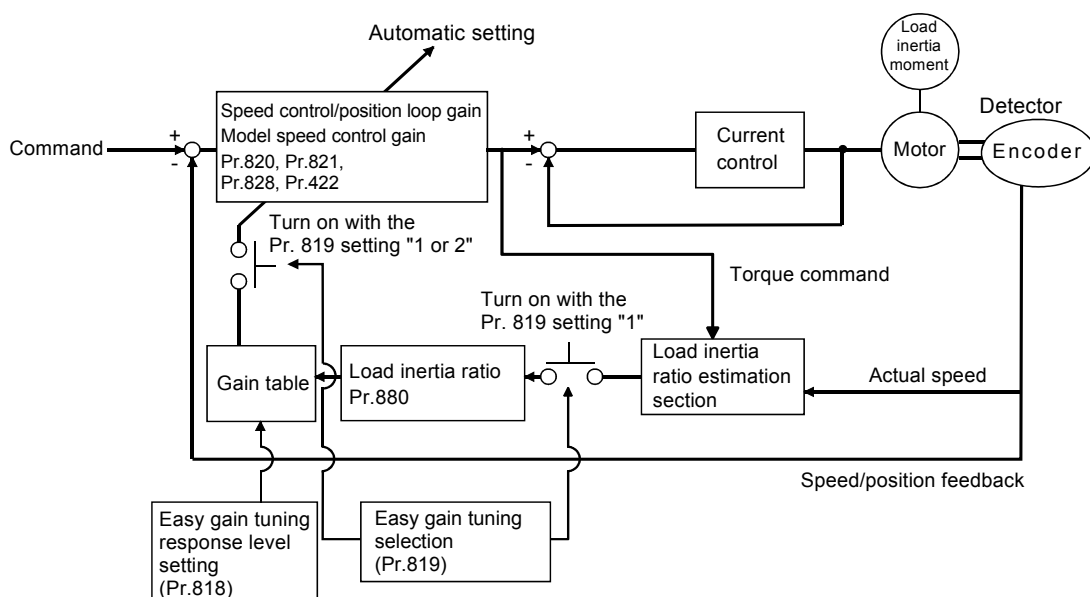 Automatic setting
Load
inertia
moment
Detector
Speed control/position loop gain
Model speed control gain
Pr.820, Pr.821,
Pr.828, Pr.422
+
-
Command
+
-
Current
control
Motor
Encoder
Turn on with the
Pr. 819 setting "1 or 2"
Torque command
Turn on with the
Pr. 819 setting "1"
Gain table
Load inertia ratio
Pr.880
Load inertia
ratio estimation
section
Actual speed
Speed/position feedback
Easy gain tuning
response level
setting
(Pr.818)
Easy gain tuning
selection
(Pr.819)